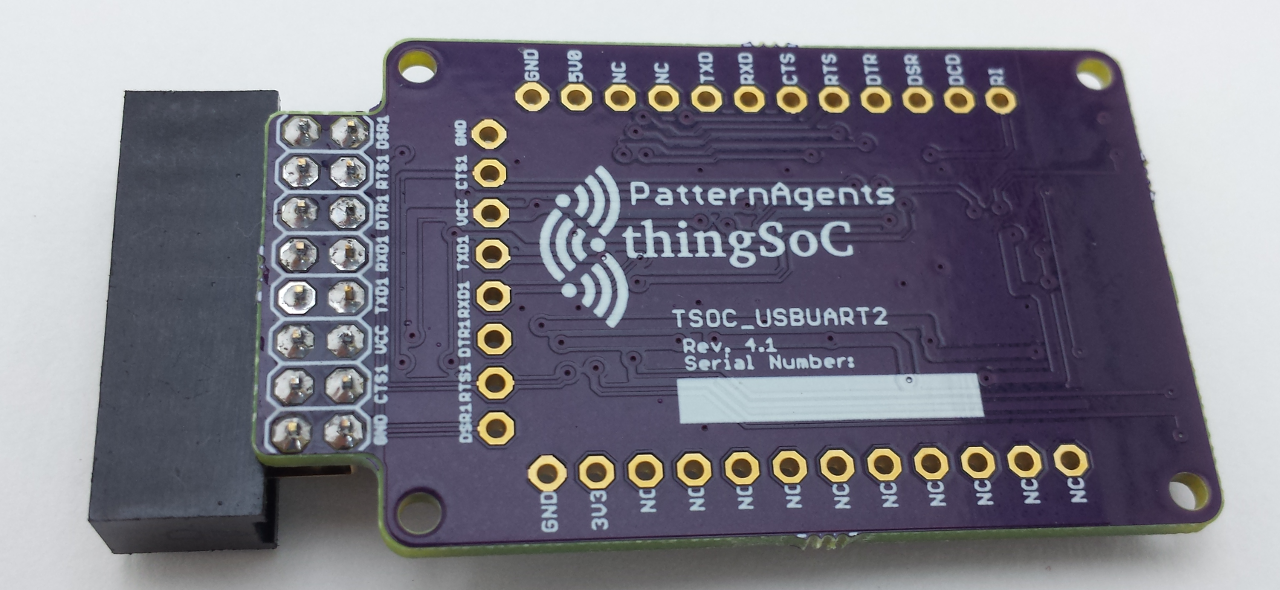 GND 5V0 NC NC TXD RXD CTS RTS DTR DSR DCD RI
DSR1
RTS1
DTR1
RXD1
TXD1
VCC
CTS1
GND
GND
CTS1
VCC
TXD1
RXD1
DTR1
RTS1
DSR1
PatternAgents
thingSoC
TSOC_USBUART2
Rev. 4.1
Serial Number:
GND 3V3 NC NC NC NC NC NC NC NC NC NC